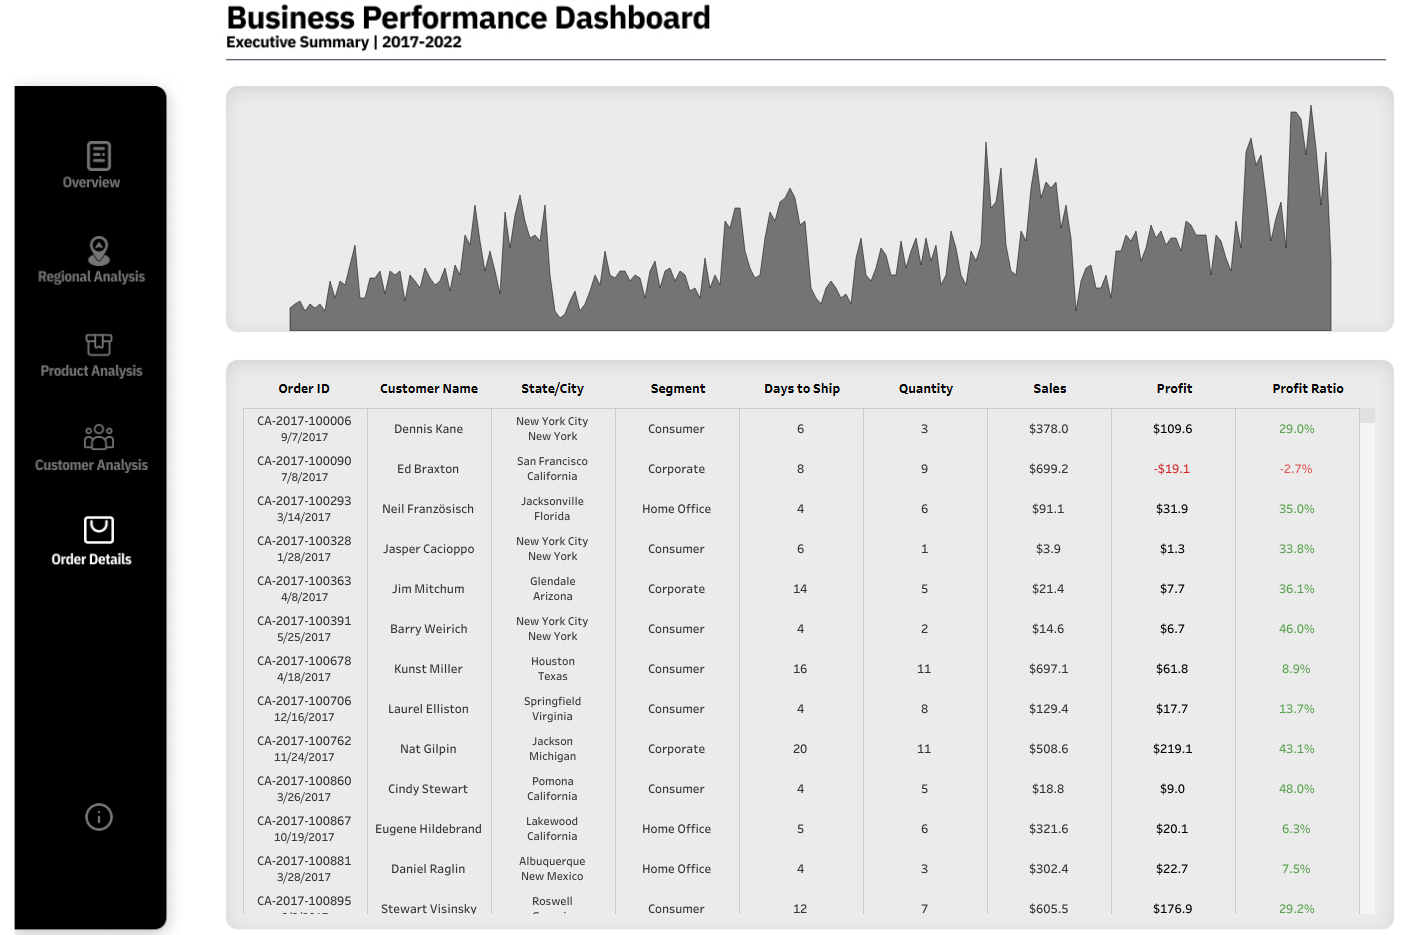 Business Performance Dashboard
Executive Summary | 2017-2022
Overview
Regional Analysis
Product Analysis
Customer Analysis
Order Details
Order ID Customer Name State/City Segment Days to Ship Quantity Sales Profit Profit Ratio
CA-2017-100006
9/7/2017
Dennis Kane
New York City
New York
Consumer 6 3 $378.0 $109.6 29.0%
CA-2017-100090
7/8/2017
Ed Braxton
San Francisco
California
Corporate 8 9 $699.2 -$19.1 -2.7%
CA-2017-100293
3/14/2017
Neil Französisch
Jacksonville
Florida
Home Office 4 6 $91.1 $31.9 35.0%
CA-2017-100328
1/28/2017
Jasper Cacioppo
New York City
New York
Consumer 6 1 $3.9 $1.3 33.8%
CA-2017-100363
4/8/2017
Jim Mitchum
Glendale
Arizona
Corporate 14 5 $21.4 $7.7 36.1%
CA-2017-100391
5/25/2017
Barry Weirich
New York City
New York
Consumer 4 2 $14.6 $6.7 46.0%
CA-2017-100678
4/18/2017
Kunst Miller
Houston
Texas
Consumer 16 11 $697.1 $61.8 8.9%
CA-2017-100706
12/16/2017
Laurel Elliston
Springfield
Virginia
Consumer 4 8 $129.4 $17.7 13.7%
CA-2017-100762
11/24/2017
Nat Gilpin
Jackson
Michigan
Corporate 20 11 $508.6 $219.1 43.1%
CA-2017-100860
3/26/2017
Cindy Stewart
Pomona
California
Consumer 4 5 $18.8 $9.0 48.0%
CA-2017-100867
10/19/2017
Eugene Hildebrand
Lakewood
California
Home Office 5 6 $321.6 $20.1 6.3%
CA-2017-100881
3/28/2017
Daniel Raglin
Albuquerque
New Mexico
Home Office 4 3 $302.4 $22.7 7.5%
CA-2017-100895
Stewart Visinsky
Roswell
Consumer 12 7 $605.5 $176.9 29.2%